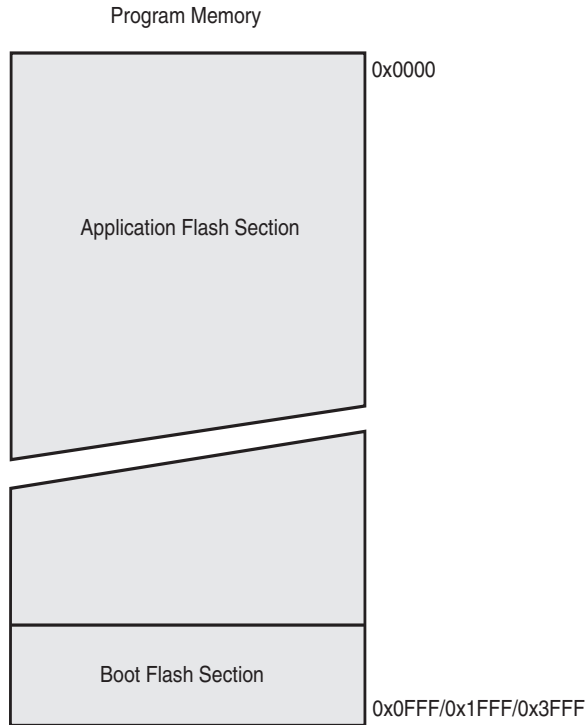 Program Memory
0x0000
Application Flash Section
Boot Flash Section
0x0FFF/0x1FFF/0x3FFF